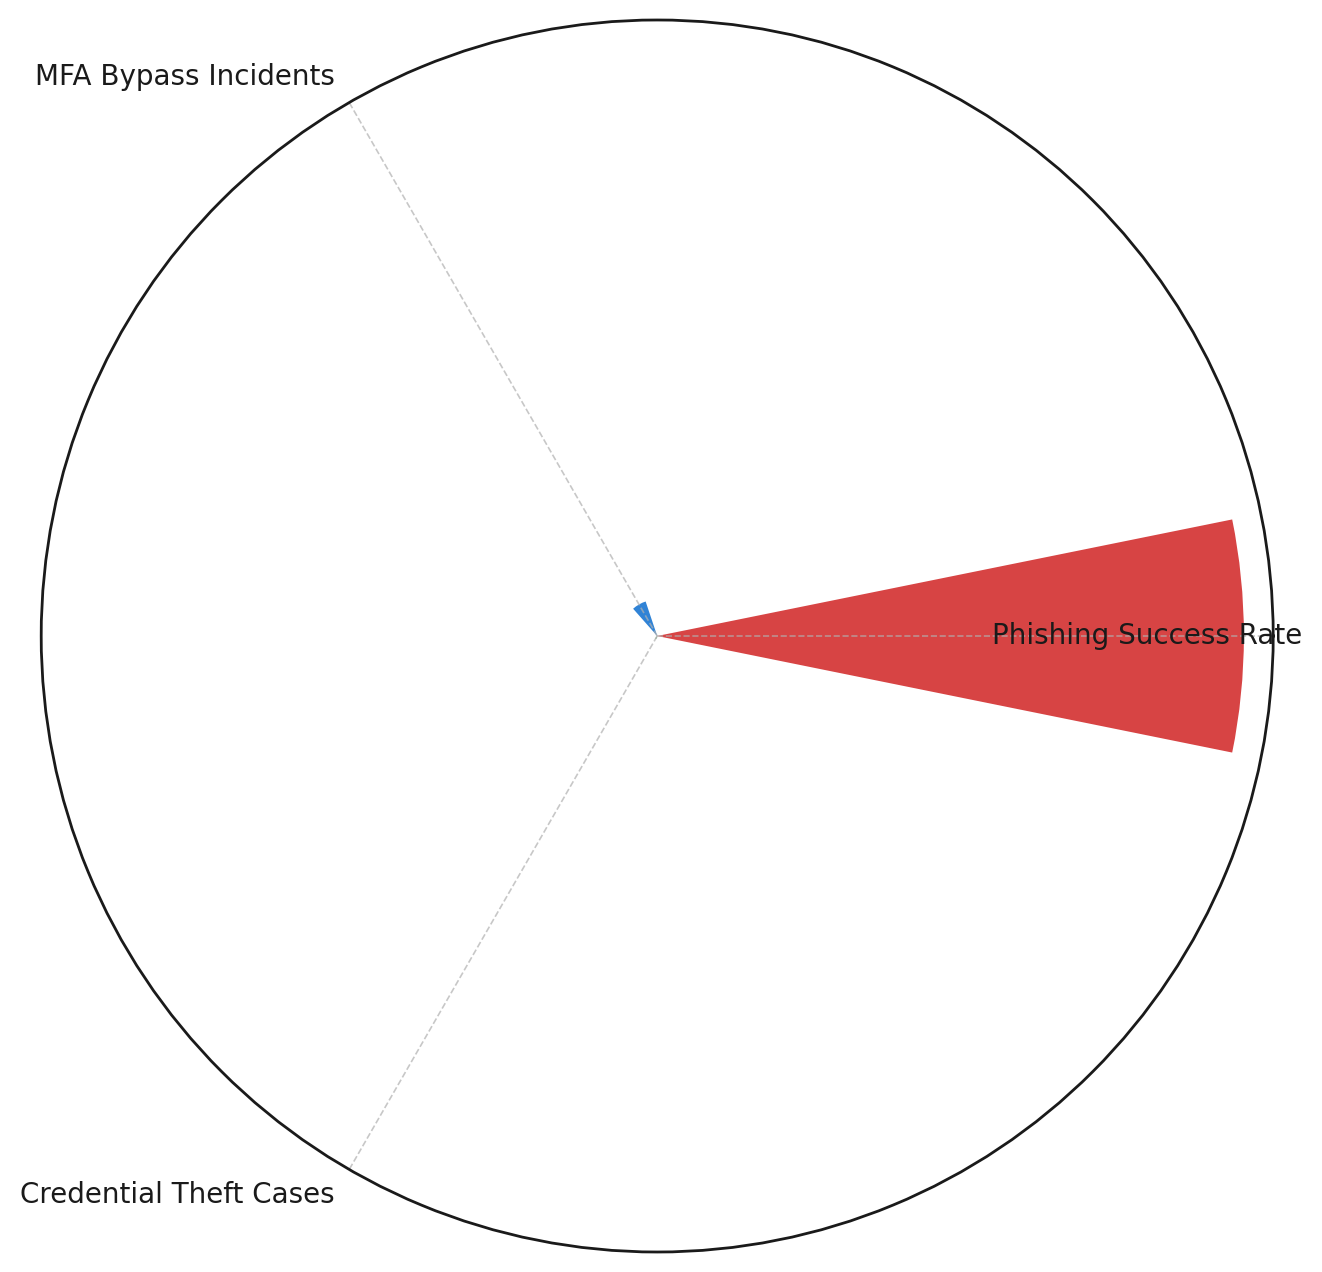 MFA Bypass Incidents
Phishing Success Rate
Credential Theft Cases